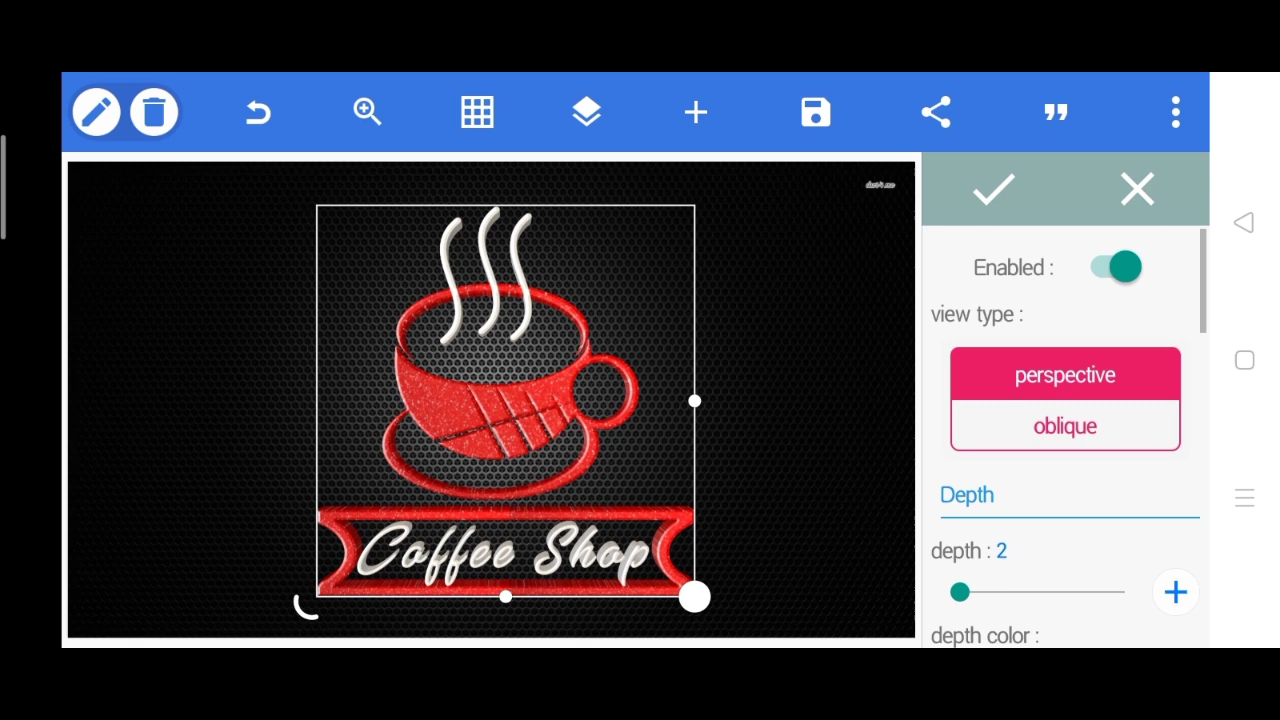 Enabled :
view type :
perspective
oblique
Depth
depth : 2
depth color :
Coffee Shop